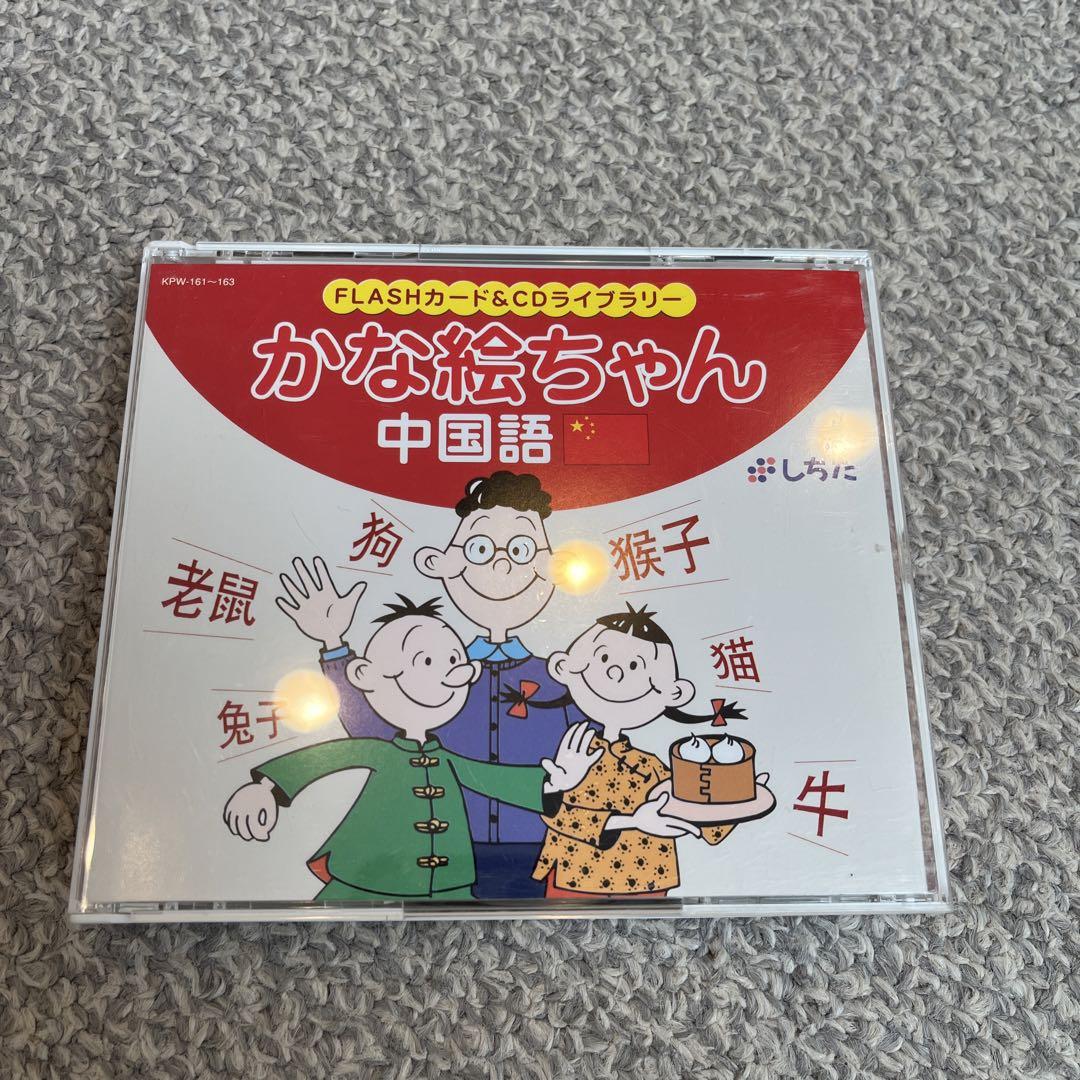 KPW-161～163
FLASHカード&CDライブラリー
かな絵ちゃん
中国語
しちだ
狗
猴子
老鼠
猫
兔子
牛